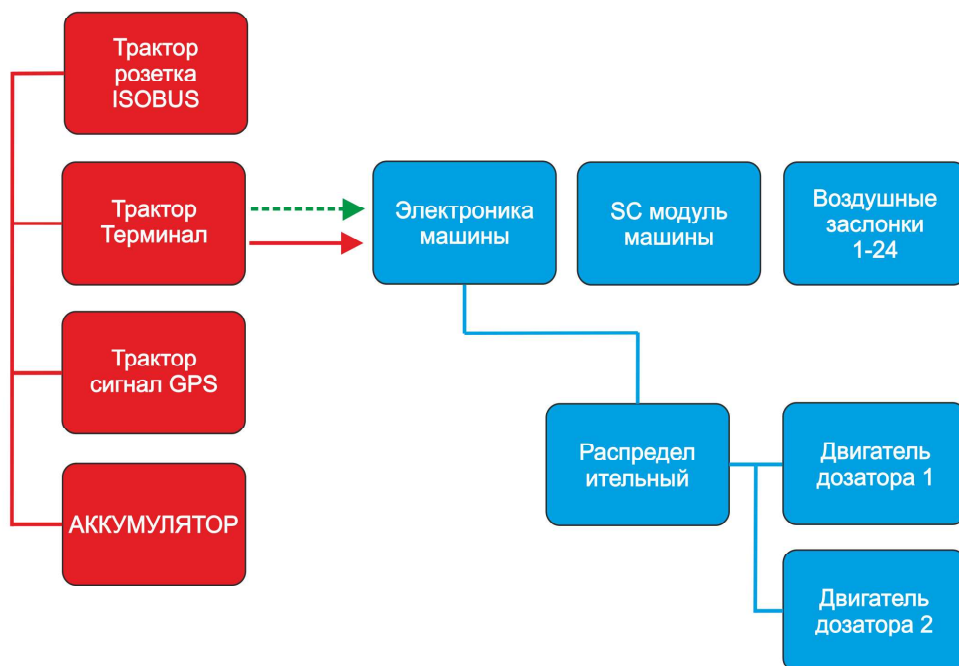 Трактор
розетка
ISOBUS
Трактор
Терминал
Электроника
машины
SC модуль
машины
Воздушные
заслонки
1-24
Трактор
сигнал GPS
Распредел
ительный
Двигатель
дозатора 1
АККУМУЛЯТОР
Двигатель
дозатора 2